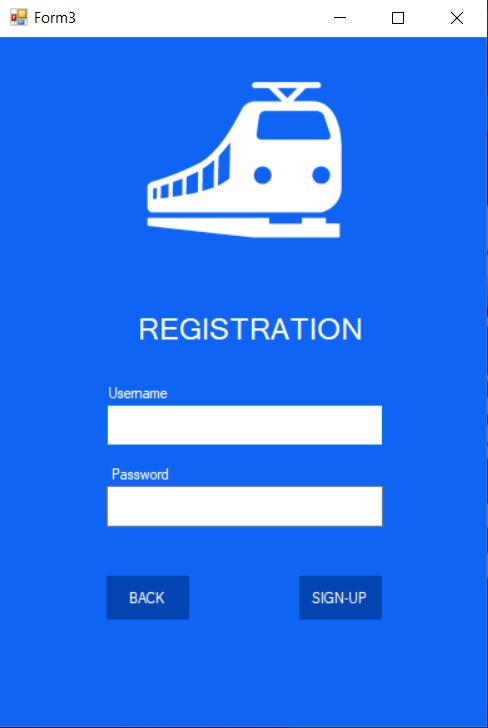 Form3
REGISTRATION
Username
Password
BACK
SIGN-UP